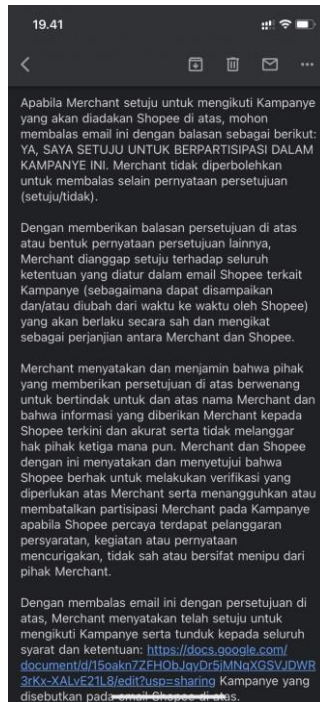 19.41
Apabila Merchant setuju untuk mengikuti Kampanye
yang akan diadakan Shopee di atas, mohon
membalas email ini dengan balasan sebagai berikut:
YA, SAYA SETUJU UNTUK BERPARTISIPASI DALAM
KAMPANYE INI. Merchant tidak diperbolehkan
untuk membalas selain pernyataan persetujuan
(setuju/tidak).
Dengan memberikan balasan persetujuan di atas
atau bentuk pernyataan persetujuan lainnya,
Merchant dianggap setuju terhadap seluruh
ketentuan yang diatur dalam email Shopee terkait
Kampanye (sebagaimana dapat disampaikan
dan/atau diubah dari waktu ke waktu oleh Shopee)
yang akan berlaku secara sah dan mengikat
sebagai perjanjian antara Merchant dan Shopee.
Merchant menyatakan dan menjamin bahwa pihak
yang memberikan persetujuan di atas berwenang
untuk bertindak untuk dan atas nama Merchant dan
bahwa informasi yang diberikan Merchant kepada
Shopee terkini dan akurat serta tidak melanggar
hak pihak ketiga mana pun. Merchant dan Shopee
dengan ini menyatakan dan menyetujui bahwa
Shopee berhak untuk melakukan verifikasi yang
diperlukan atas Merchant serta menangguhkan atau
membatalkan partisipasi Merchant pada Kampanye
apabila Shopee percaya terdapat pelanggaran
persyaratan, kegiatan atau pernyataan
mencurigakan, tidak sah atau bersifat menipu dari
pihak Merchant.
Dengan membalas email ini dengan persetujuan di
atas, Merchant menyatakan telah setuju untuk
mengikuti Kampanye serta tunduk kepada seluruh
syarat dan ketentuan: https://docs.google.com/
document/d/15oakn7ZFHObJqyDr5jMNqXGSVJDWR
3rKx-XALvE21L8/edit?usp=sharing Kampanye yang
disebutkan pada email Shopee di atas.